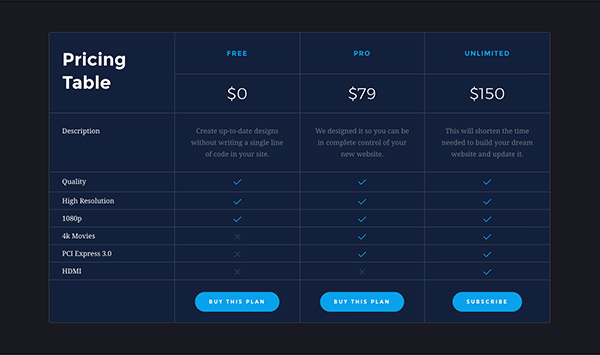 Pricing
Table
FREE
PRO
UNLIMITED
$0
$79
$150
Description
Create up-to-date designs
without writing a single line
of code in your site.
We designed it so you can be
in complete control of your
new website.
This will shorten the time
needed to build your dream
website and update it.
Quality
High Resolution
1080p
4k Movies
PCI Express 3.0
HDMI
BUY THIS PLAN
BUY THIS PLAN
SUBSCRIBE